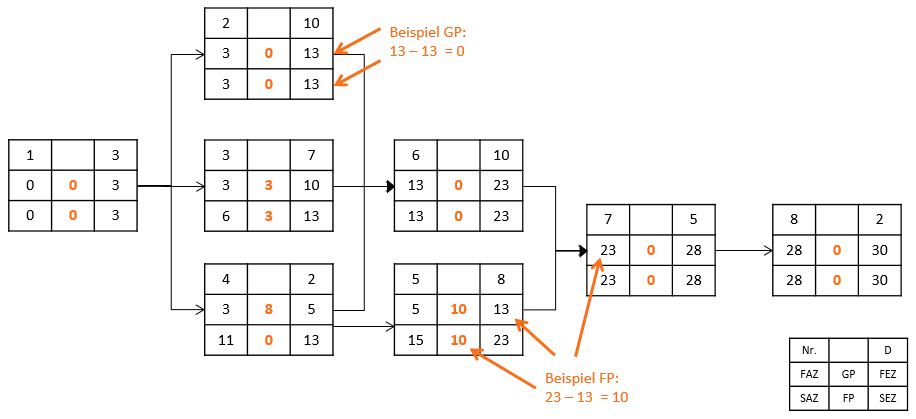 2 10
3 0 13
3 0 13
Beispiel GP:
13 – 13 = 0
1 3
0 0 3
0 0 3
3 7
3 3 10
6 3 13
6 10
13 0 23
13 0 23
4 2
3 8 5
11 0 13
5 8
5 10 13
15 10 23
7 5
23 0 28
23 0 28
8 2
28 0 30
28 0 30
Beispiel FP:
23 – 13 = 10
Nr. D
FAZ GP FEZ
SAZ FP SEZ